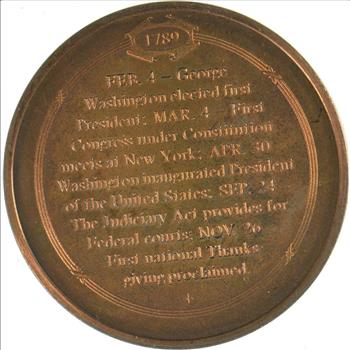 1789
FEB. 4 – George
Washington elected first
President; MAR. 4 – First
Congress under Constitution
meets at New York; APR. 30
Washington inaugurated President
of the United States; SEP. 24
The Judiciary Act provides for
Federal courts; NOV. 26
First national Thanks-
giving proclaimed.